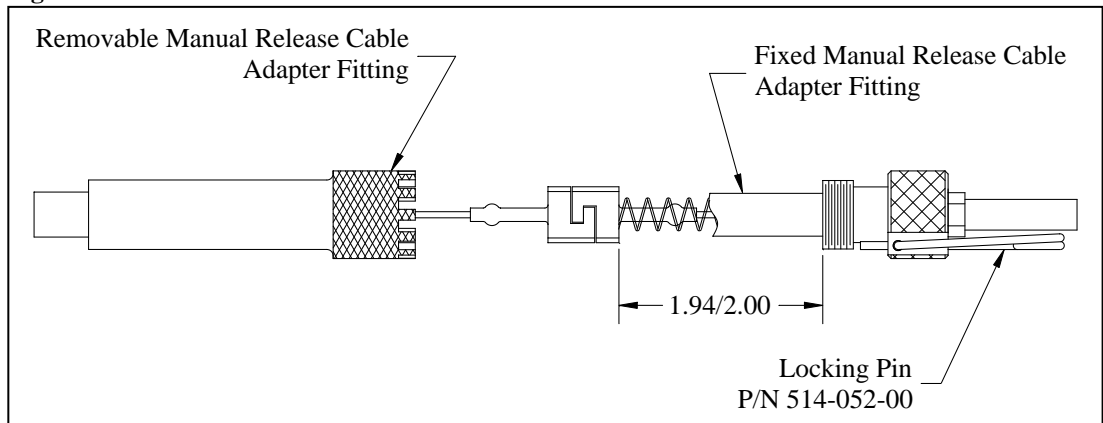 Removable Manual Release Cable
Adapter Fitting
Fixed Manual Release Cable
Adapter Fitting
1.94/2.00
Locking Pin
P/N 514-052-00